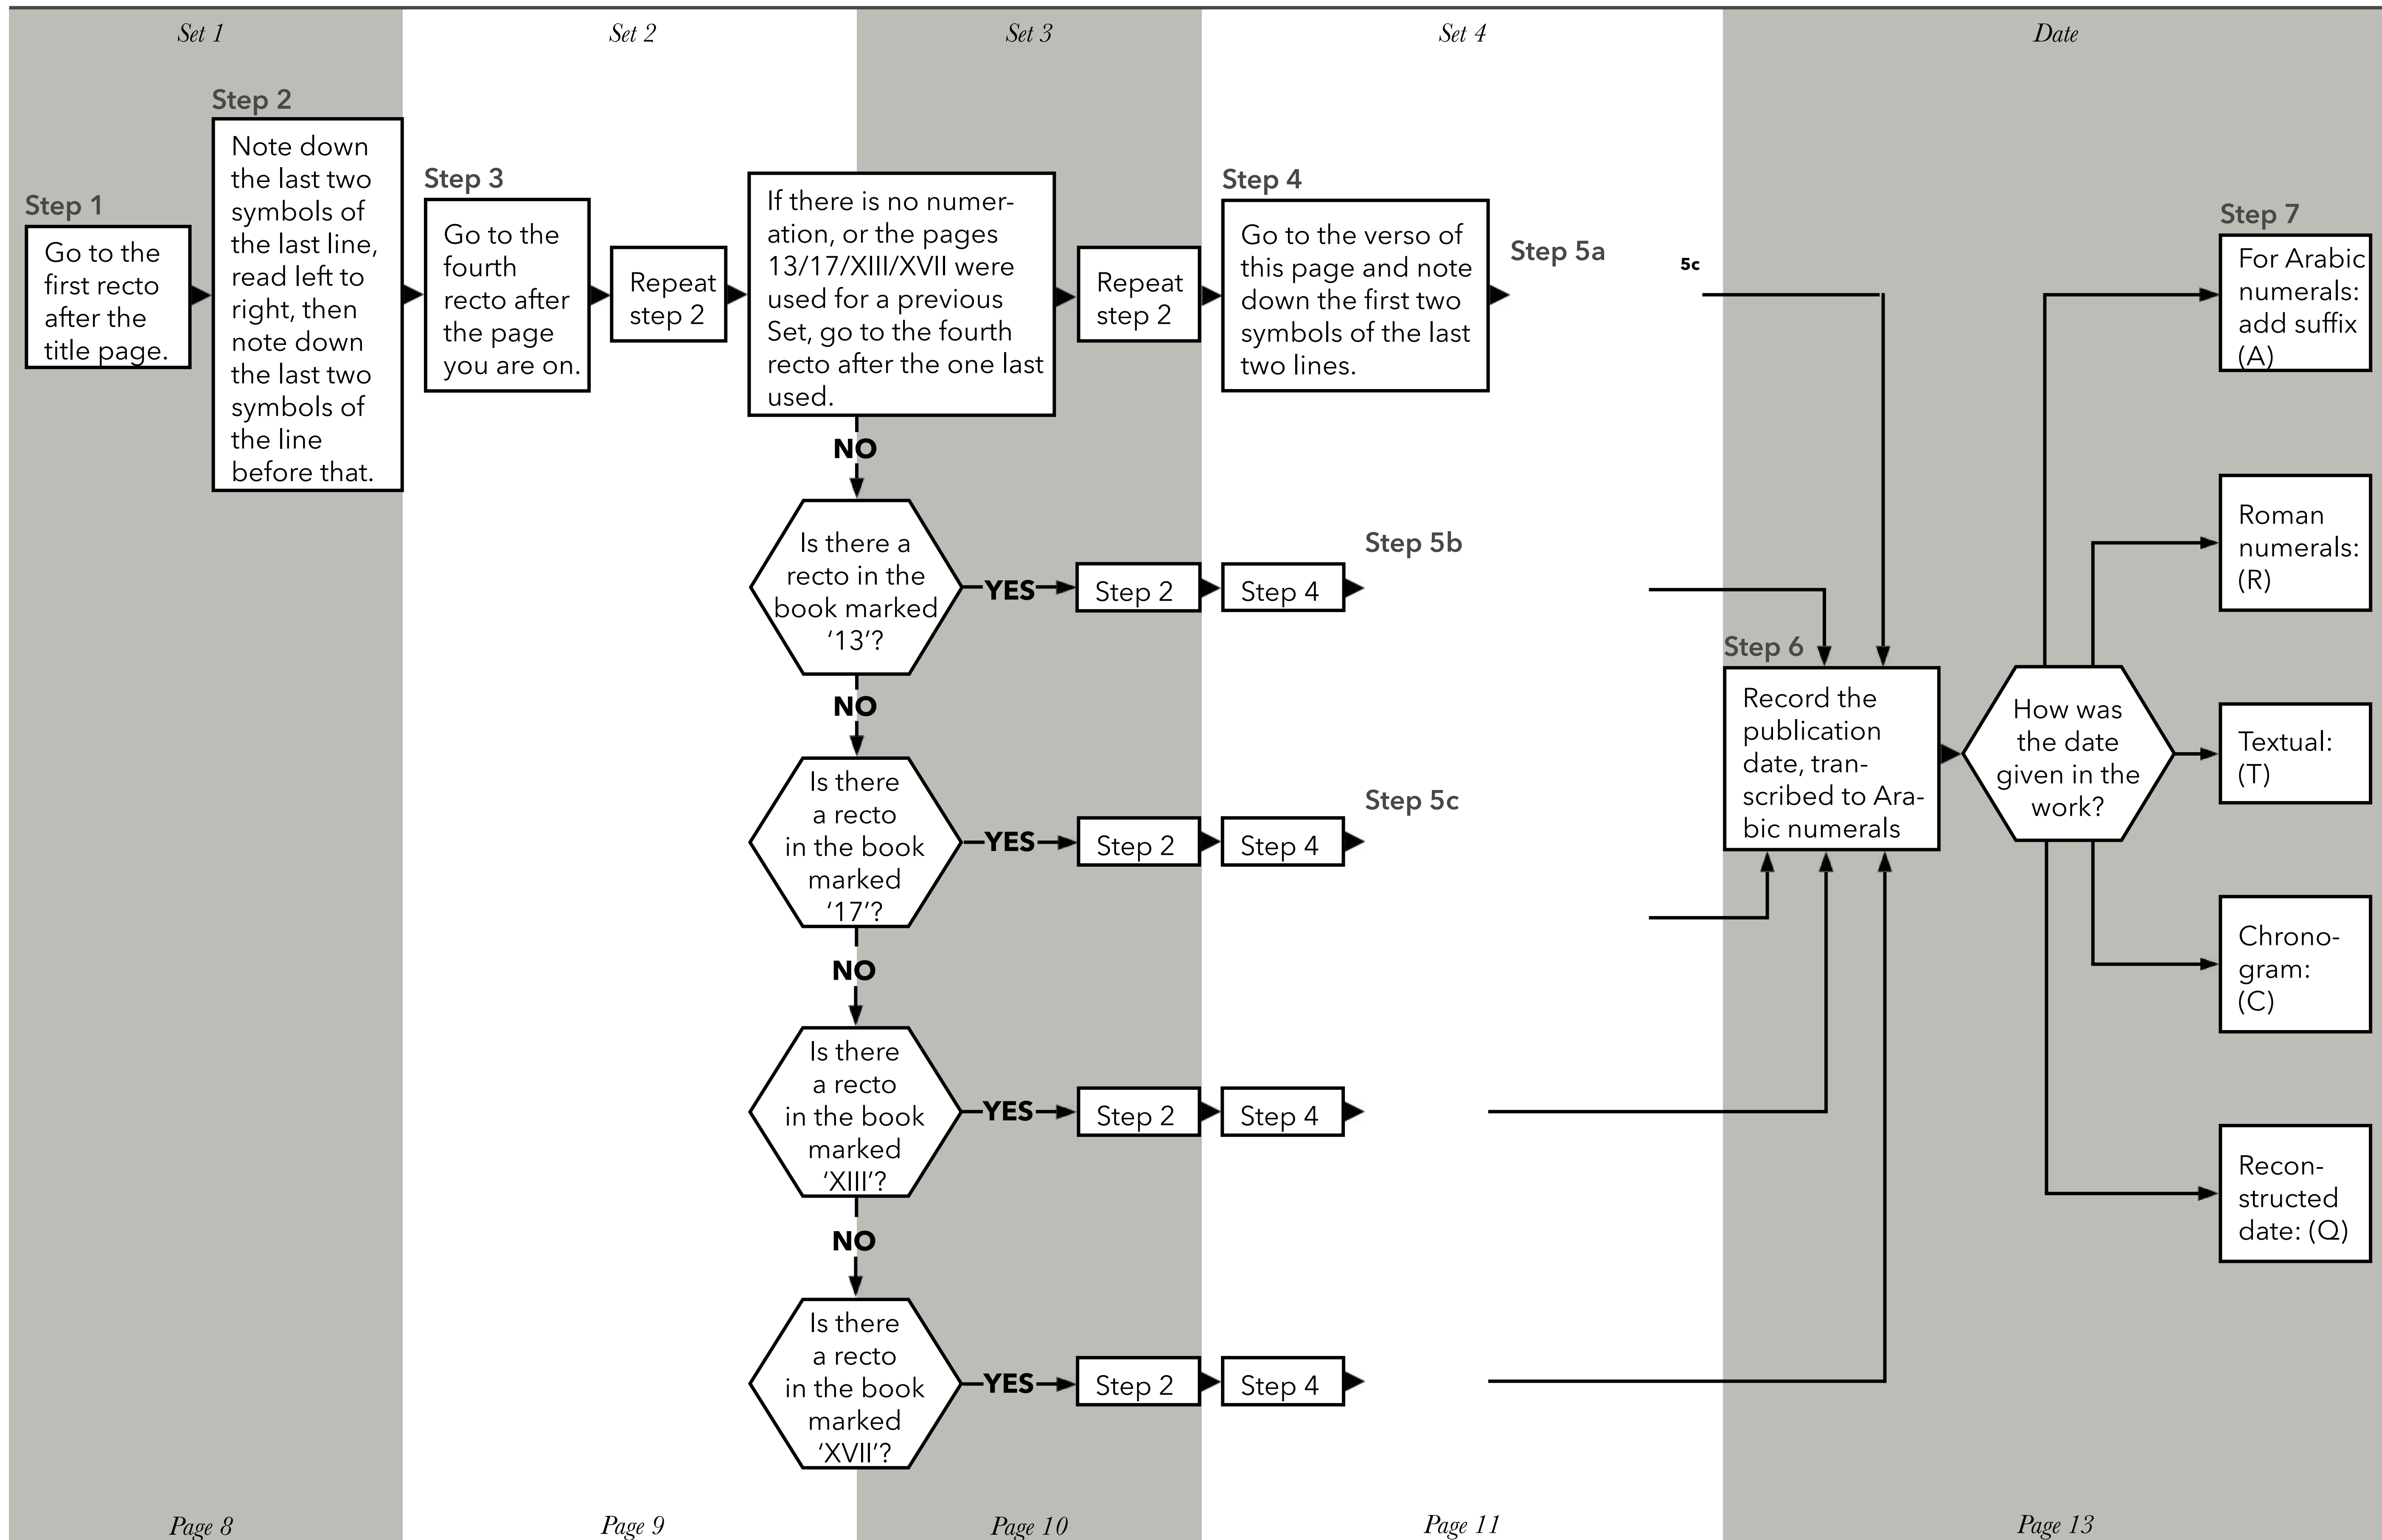 Set 1
Set 2
Set 3
Set 4
Date
Step 1
Go to the
first recto
after the
title page.
Step 2
Note down
the last two
symbols of
the last line,
read left to
right, then
note down
the last two
symbols of
the line
before that.
Step 3
Go to the
fourth
recto after
the page
you are on.
Repeat
step 2
If there is no numer-
ation, or the pages
13/17/XIII/XVII were
used for a previous
Set, go to the fourth
recto after the one last
used.
Repeat
step 2
Step 4
Go to the verso of
this page and note
down the first two
symbols of the last
two lines.
Step 5a
5c
NO
Is there a
recto in the
book marked
‘13’?
YES
Step 2
Step 4
Step 5b
NO
Is there
a recto
in the book
marked
‘17’?
YES
Step 2
Step 4
Step 5c
NO
Is there
a recto
in the book
marked
‘XIII’?
YES
Step 2
Step 4
NO
Is there
a recto
in the book
marked
‘XVII’?
YES
Step 2
Step 4
Step 6
Record the
publication
date, tran-
scribed to Ara-
bic numerals
How was
the date
given in the
work?
Step 7
For Arabic
numerals:
add suffix
(A)
Roman
numerals:
(R)
Textual:
(T)
Chrono-
gram:
(C)
Recon-
structed
date: (Q)
Page 8
Page 9
Page 10
Page 11
Page 13